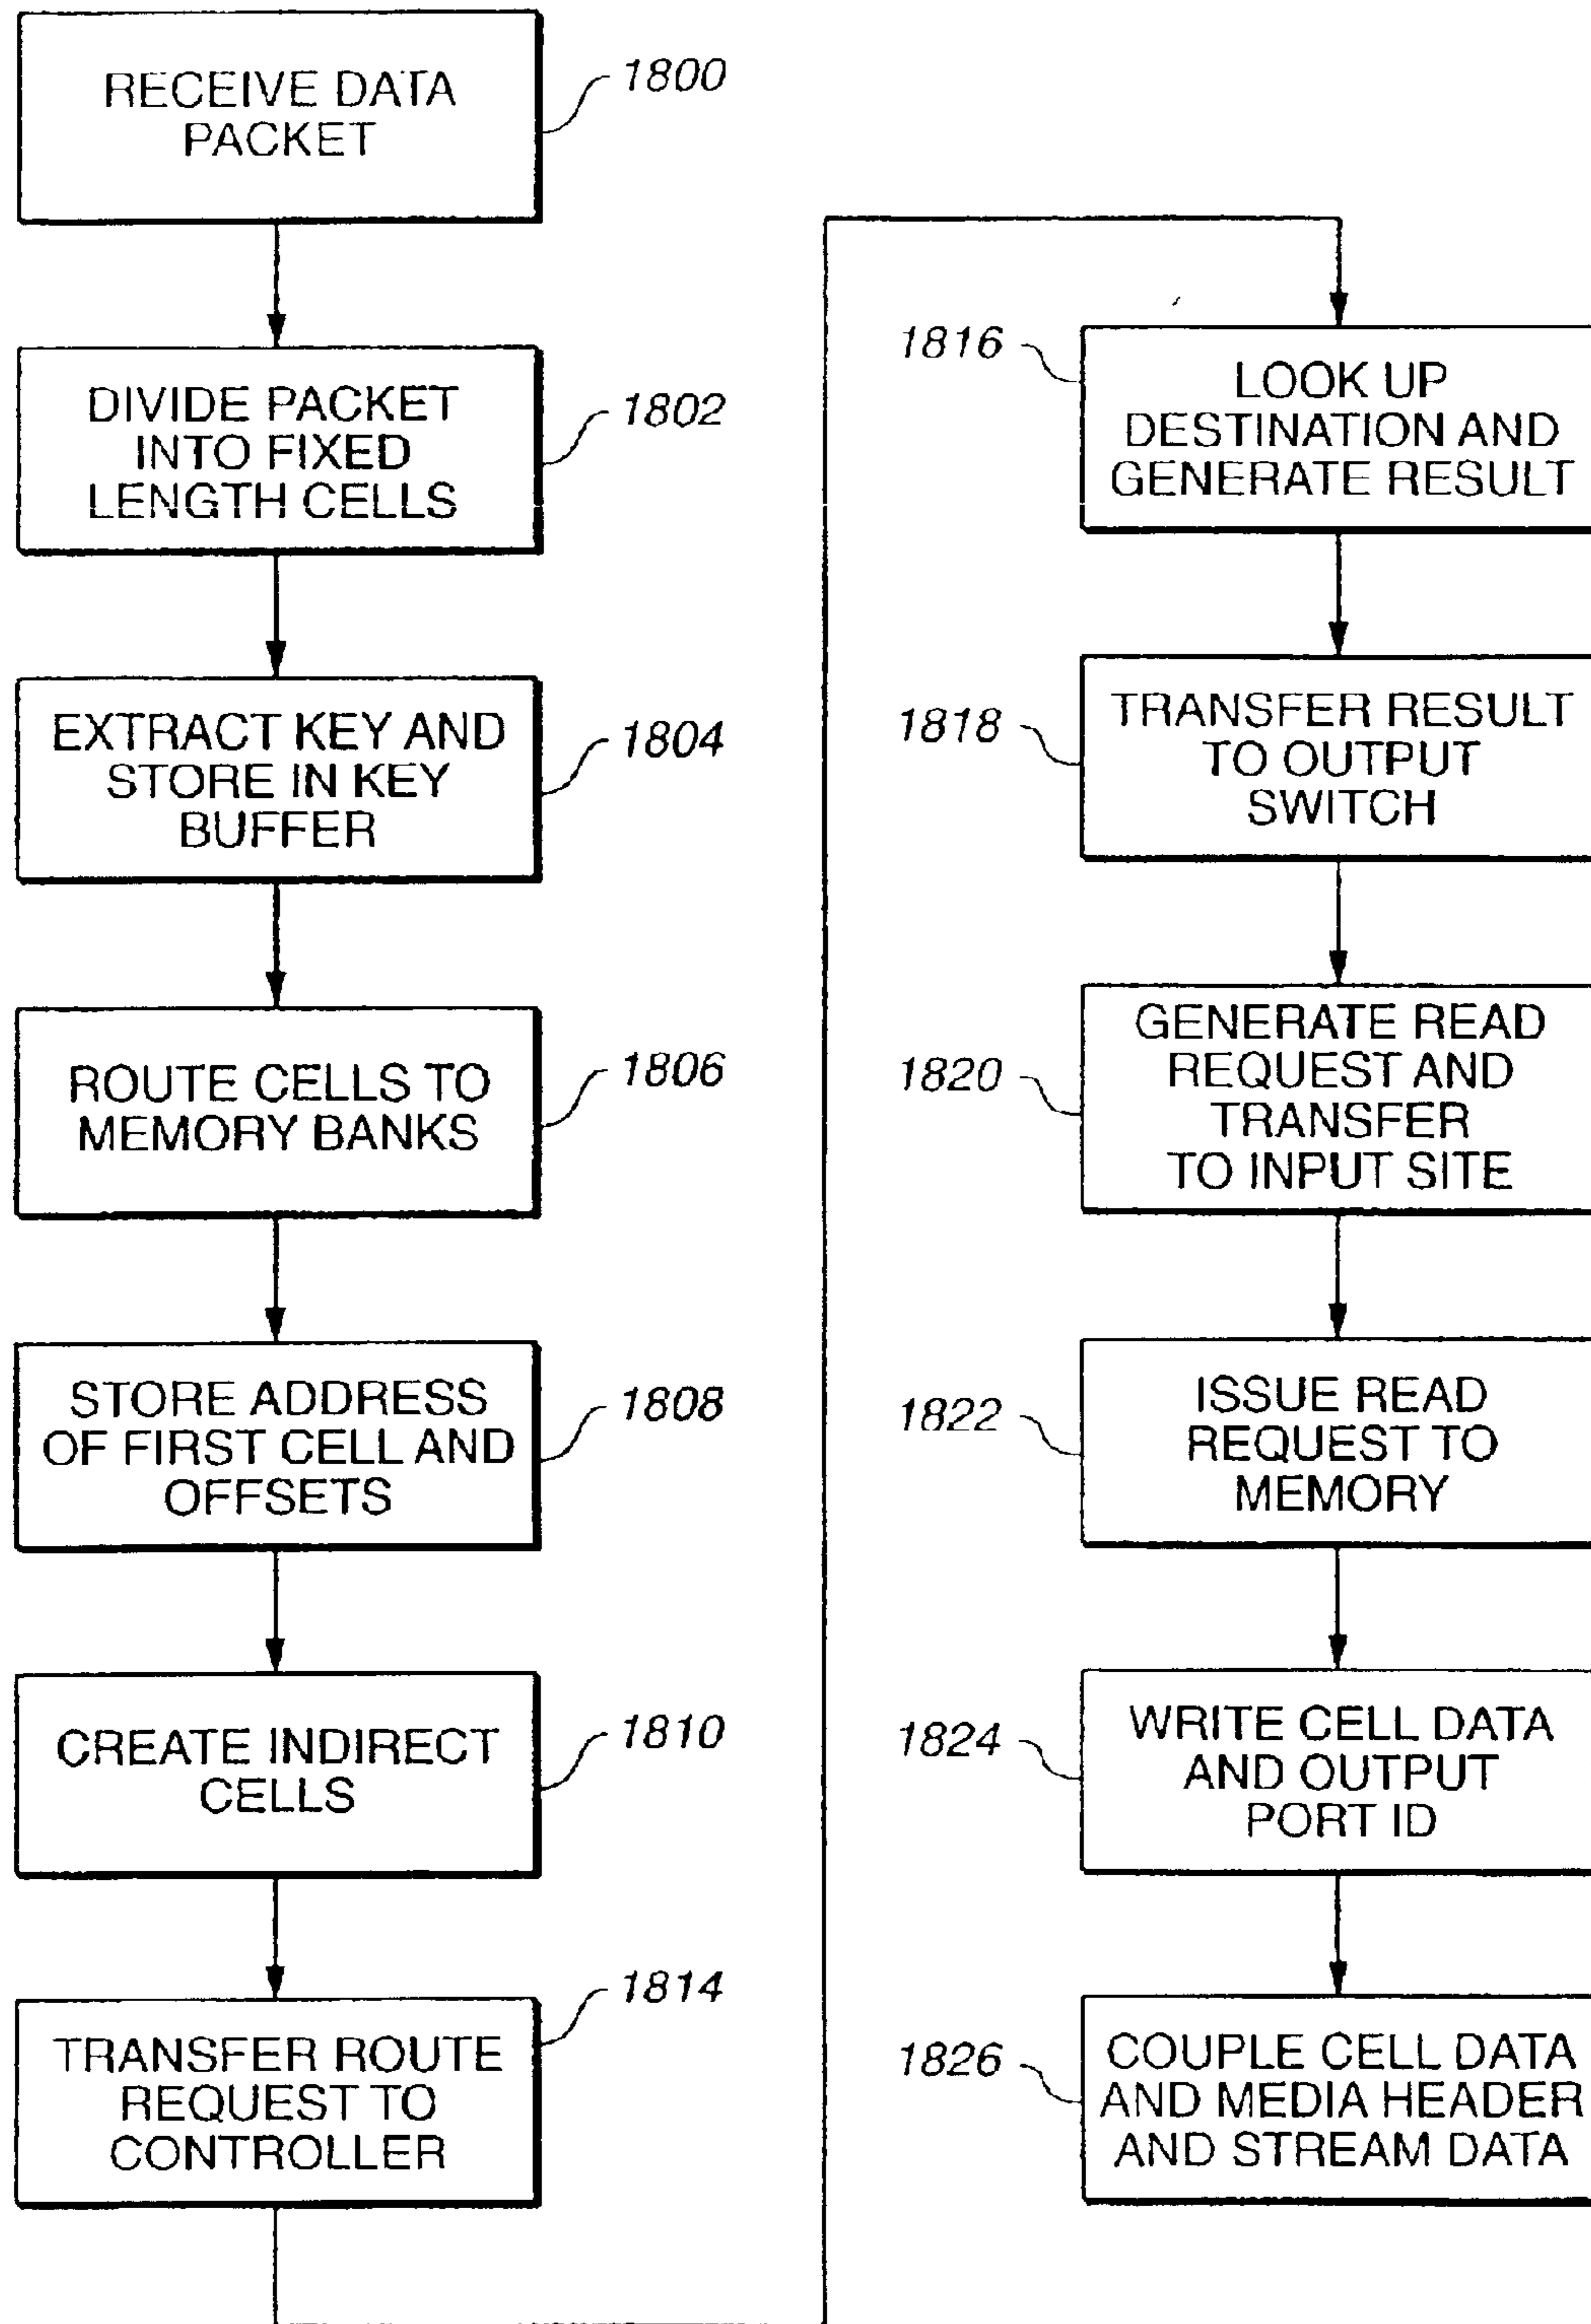 RECEIVE DATA
PACKET
1800
DIVIDE PACKET
INTO FIXED
LENGTH CELLS
1802
EXTRACT KEY AND
STORE IN KEY
BUFFER
1804
ROUTE CELLS TO
MEMORY BANKS
1806
STORE ADDRESS
OF FIRST CELL AND
OFFSETS
1808
CREATE INDIRECT
CELLS
1810
TRANSFER ROUTE
REQUEST TO
CONTROLLER
1814
1816
LOOK UP
DESTINATION AND
GENERATE RESULT
1818
TRANSFER RESULT
TO OUTPUT
SWITCH
1820
GENERATE READ
REQUEST AND
TRANSFER
TO INPUT SITE
1822
ISSUE READ
REQUEST TO
MEMORY
1824
WRITE CELL DATA
AND OUTPUT
PORT ID
1826
COUPLE CELL DATA
AND MEDIA HEADER
AND STREAM DATA